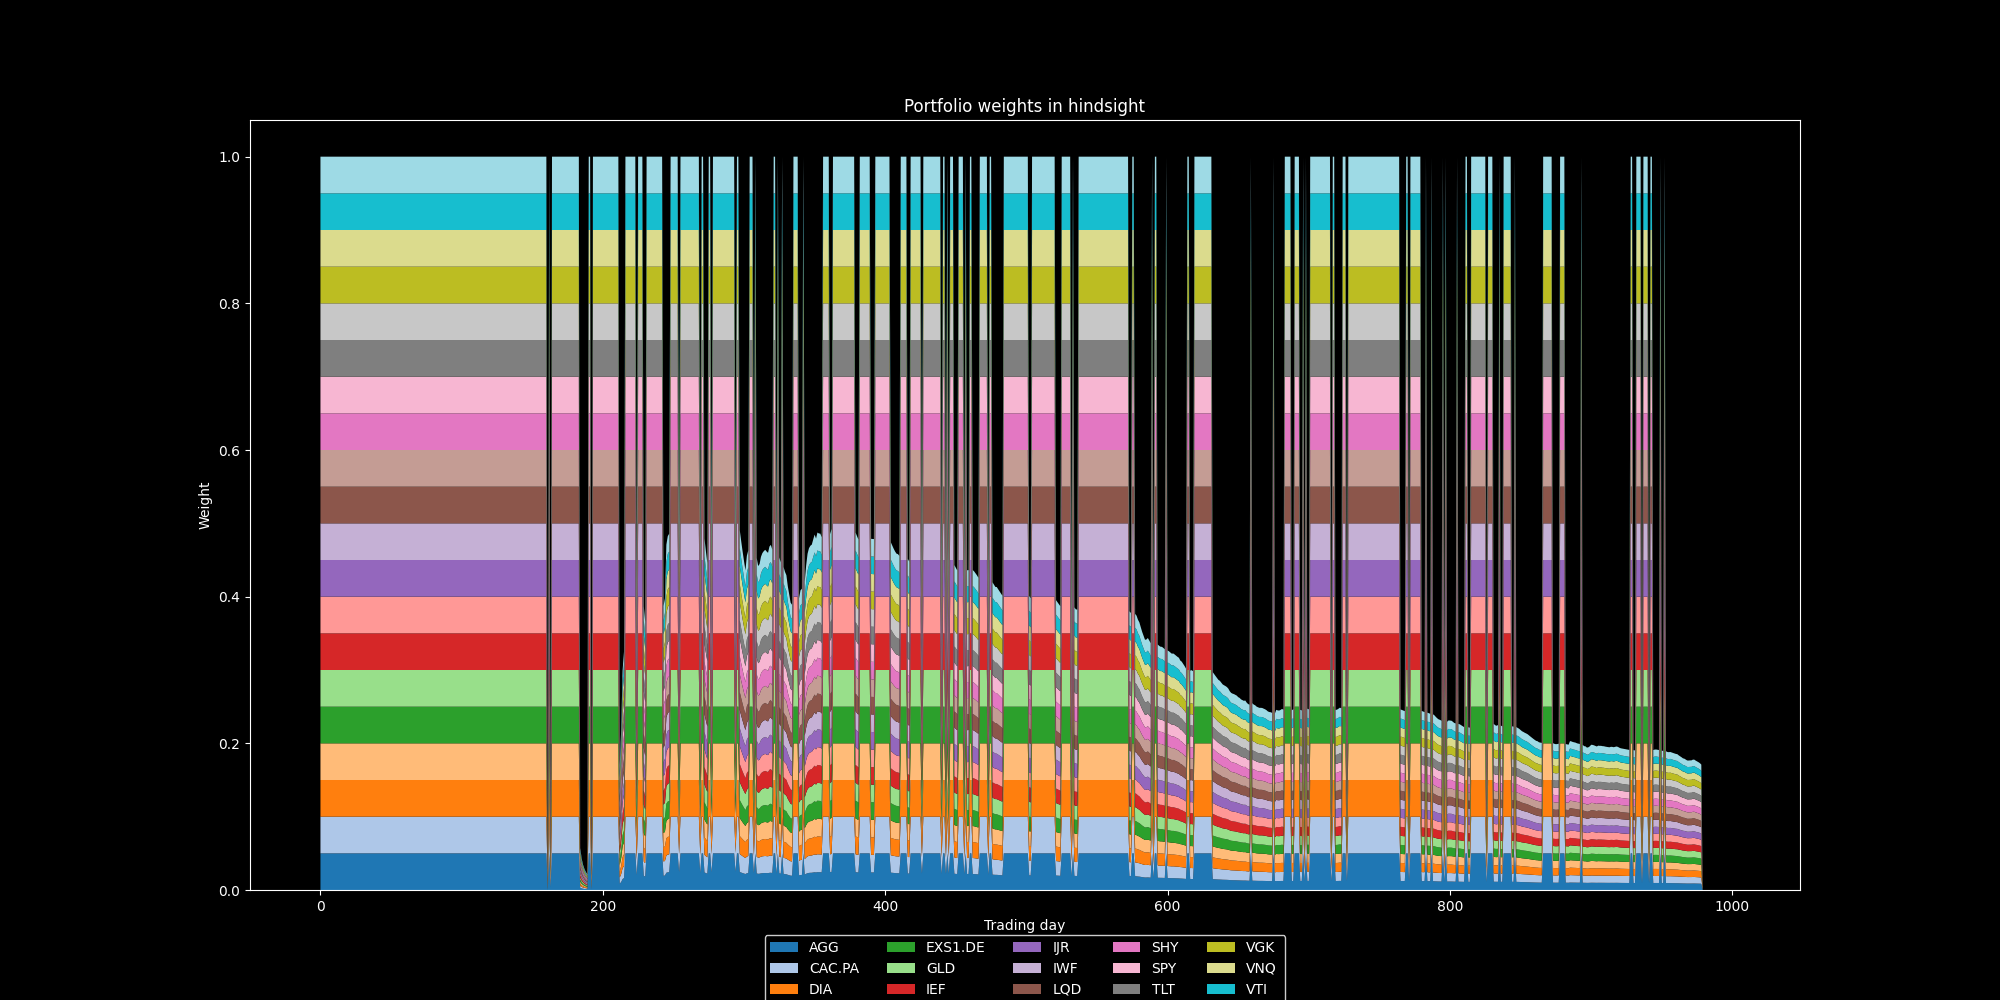 Portfolio weights in hindsight
1.0
0.8
0.6
0.4
0.2
0.0
Weight
0 200 400 600 800 1000
Trading day
AGG EXS1.DE IJR SHY VGK
CAC.PA GLD IWF SPY VNQ
DIA IEF LQD TLT VTI